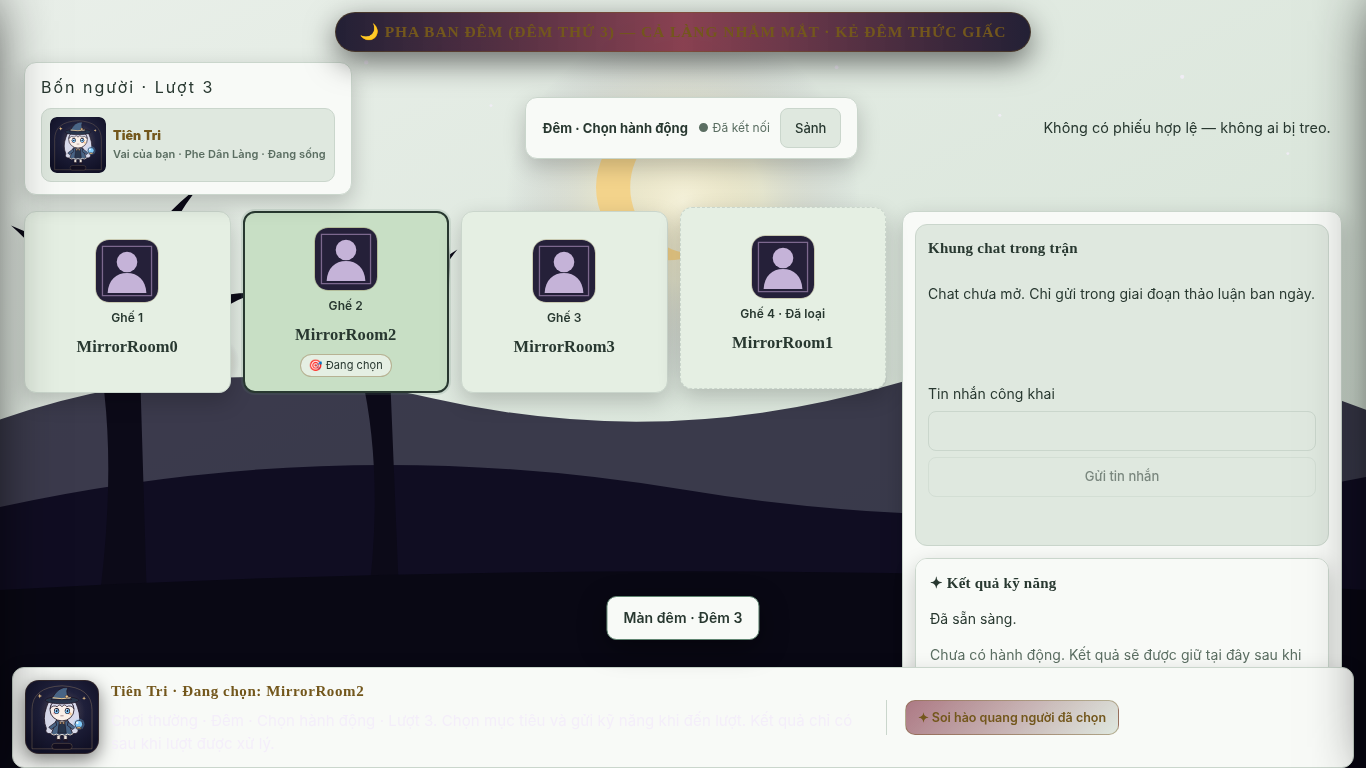 🌙 PHA BAN ĐÊM (ĐÊM THỨ 3) — CẢ LÀNG NHẮM MẮT · KẺ ĐÊM THỨC GIẤC
Bốn người · Lượt 3
Tiên Tri
Vai của bạn · Phe Dân Làng · Đang sống
Đêm · Chọn hành động
Đã kết nối
Sảnh
Không có phiếu hợp lệ — không ai bị treo.
Ghế 1
MirrorRoom0
Ghế 2
MirrorRoom2
🎯 Đang chọn
Ghế 3
MirrorRoom3
Ghế 4 · Đã loại
MirrorRoom1
Khung chat trong trận
Chat chưa mở. Chỉ gửi trong giai đoạn thảo luận ban ngày.
Tin nhắn công khai
Gửi tin nhắn
✦ Kết quả kỹ năng
Đã sẵn sàng.
Chưa có hành động. Kết quả sẽ được giữ tại đây sau khi
Màn đêm · Đêm 3
Tiên Tri · Đang chọn: MirrorRoom2
Chơi thường · Đêm · Chọn hành động · Lượt 3. Chọn mục tiêu và gửi kỹ năng khi đến lượt. Kết quả chỉ có
sau khi lượt được xử lý.
✦ Soi hào quang người đã chọn